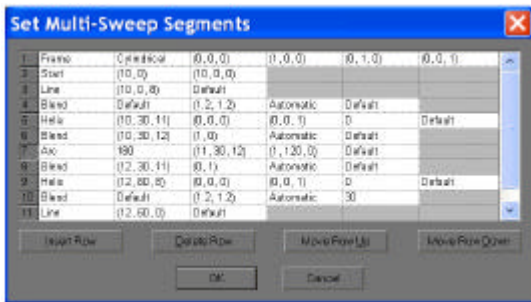 Set Multi-Sweep Segments
1 Frame Cylindrical (0,0,0) (1,0,0) (0,1,0) (0,0,1)
2 Start (10,0) (10,0,0)
3 Line (10,0,8) Default
4 Blend Default (1.2,1.2) Automatic Default
5 Helix (10,30,11) (0,0,0) (0,0,1) 0 Default
6 Blend (10,30,12) (1,0) Automatic Default
7 Arc 180 (11,30,12) (1,120,0) Default
8 Blend (12,30,11) (0,1) Automatic Default
9 Helix (12,80,8) (0,0,0) (0,0,1) 0 Default
10 Blend Default (1.2,1.2) Automatic 30
11 Line (12,60,0) Default
Insert Row Delete Row Move Row Up Move Row Down
OK Cancel